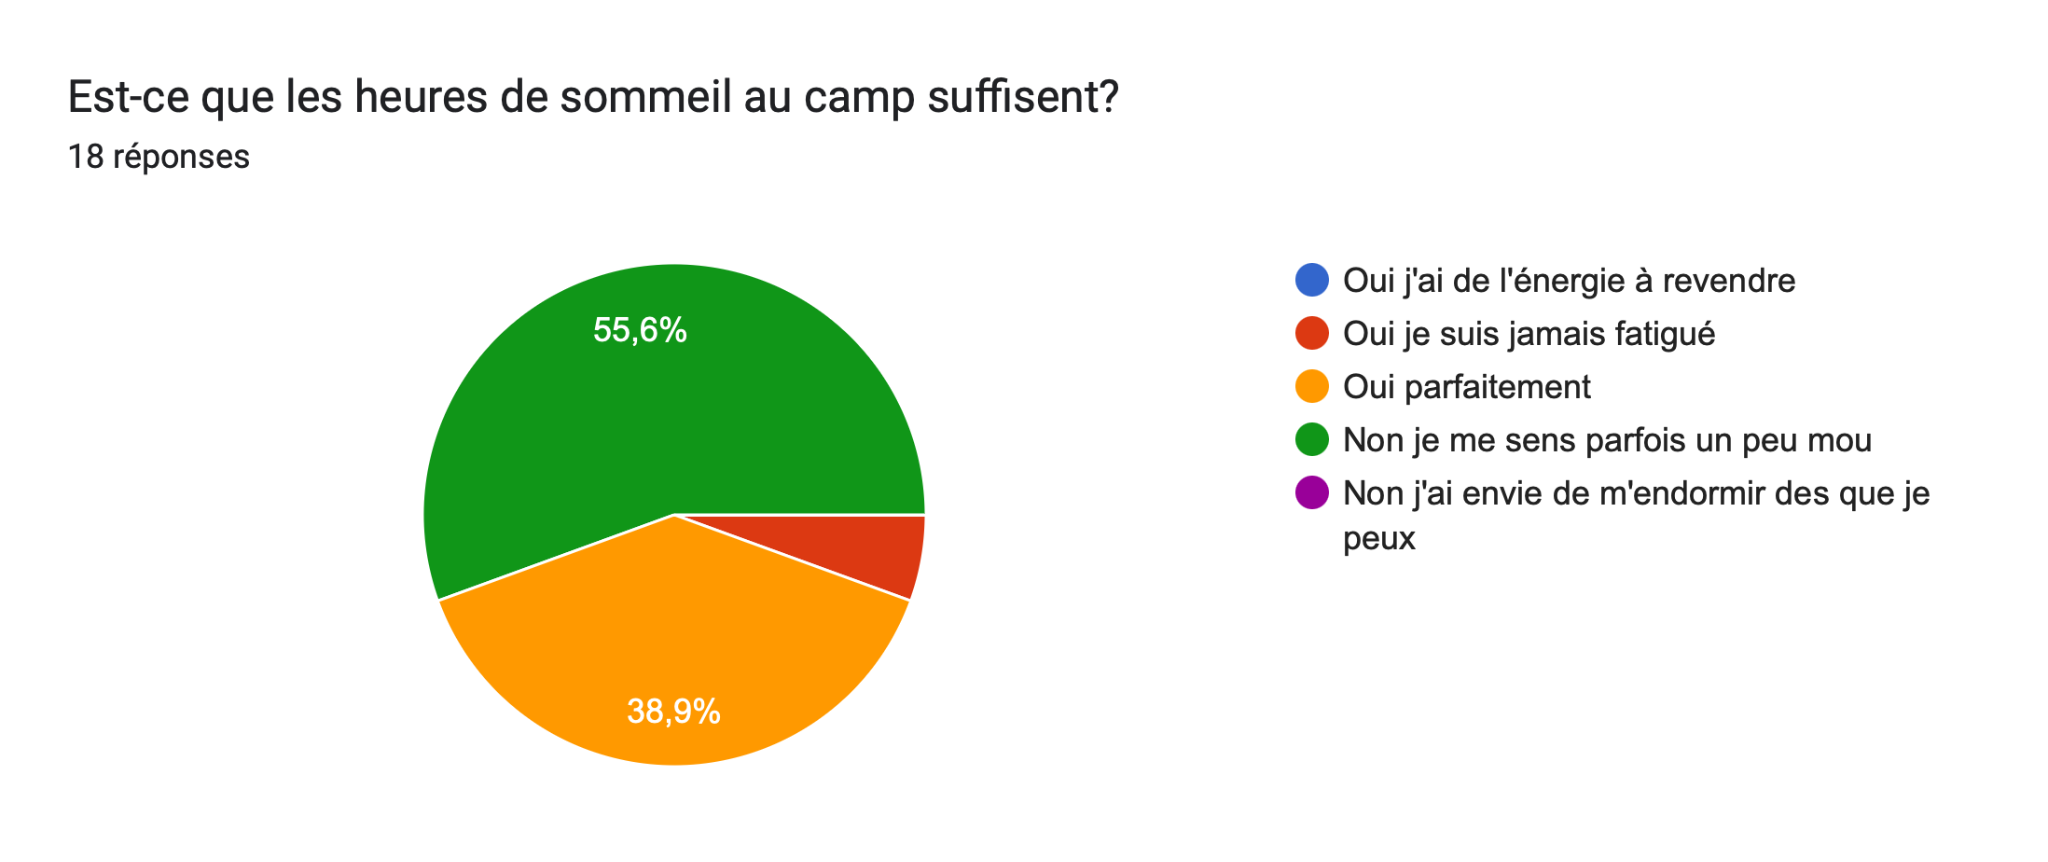 Est-ce que les heures de sommeil au camp suffisent?
18 réponses
55,6%
38,9%
Oui j'ai de l'énergie à revendre
Oui je suis jamais fatigué
Oui parfaitement
Non je me sens parfois un peu mou
Non j'ai envie de m'endormir des que je
peux